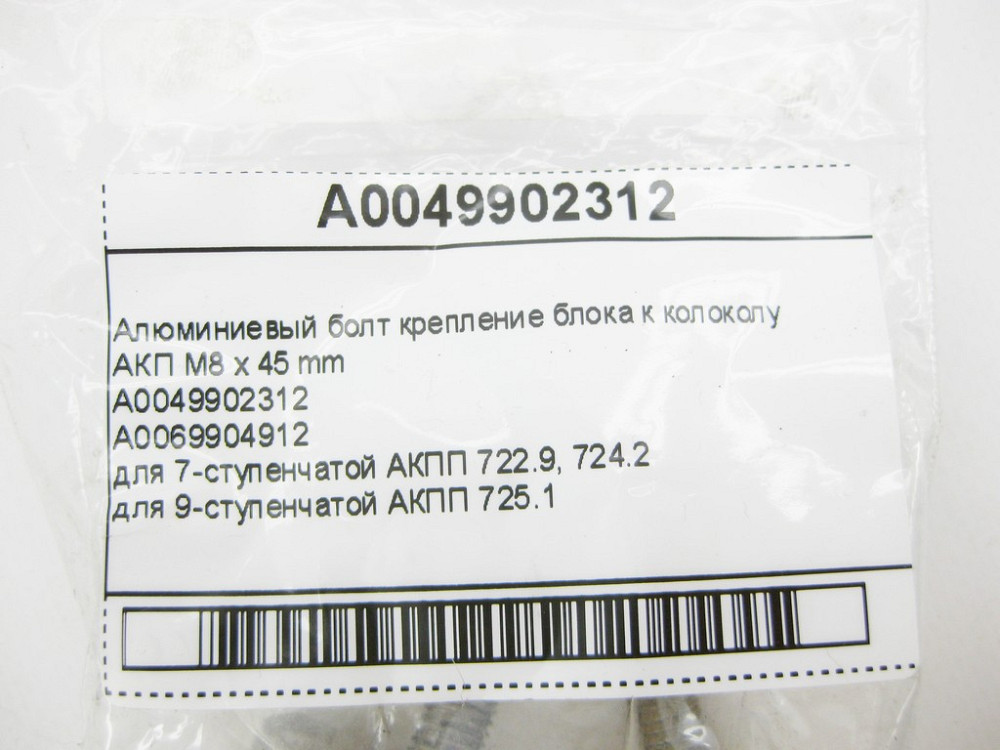 A0049902312
Алюминиевый болт крепление блока к колоколу
АКП М8 х 45 mm
A0049902312
A0069904912
для 7-ступенчатой АКПП 722.9, 724.2
для 9-ступенчатой АКПП 725.1